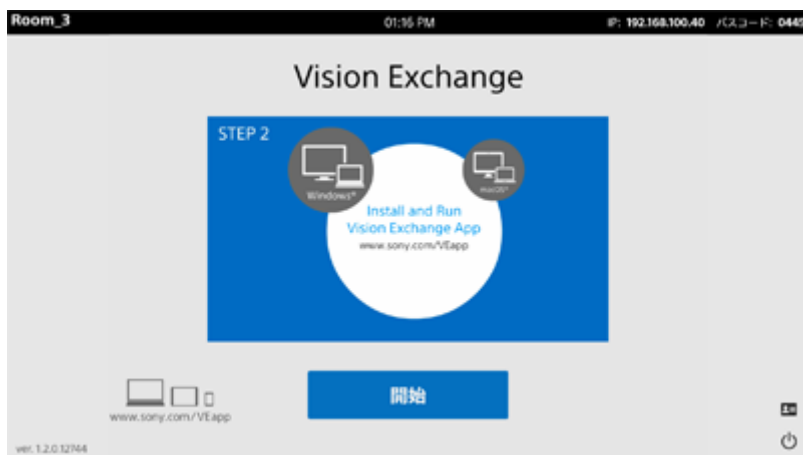 Room_3
01:16 PM
IP: 192.168.100.40 パスコード: 0445
Vision Exchange
STEP 2
Windows*
macOS*
Install and Run
Vision Exchange App
www.sony.com/VEapp
開始
www.sony.com/VEapp
ver. 1.2.0.12744